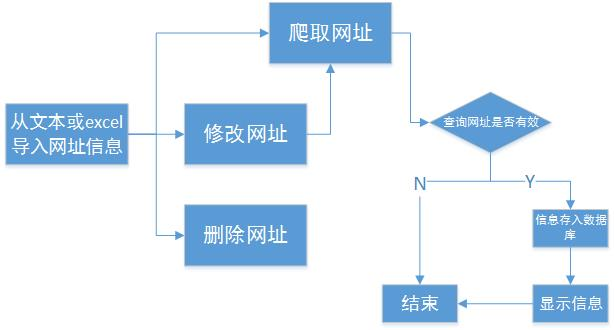 爬取网址
从文本或excel
导入网址信息
修改网址
查询网址是否有效
删除网址
N
Y
信息存入数据
库
结束
显示信息